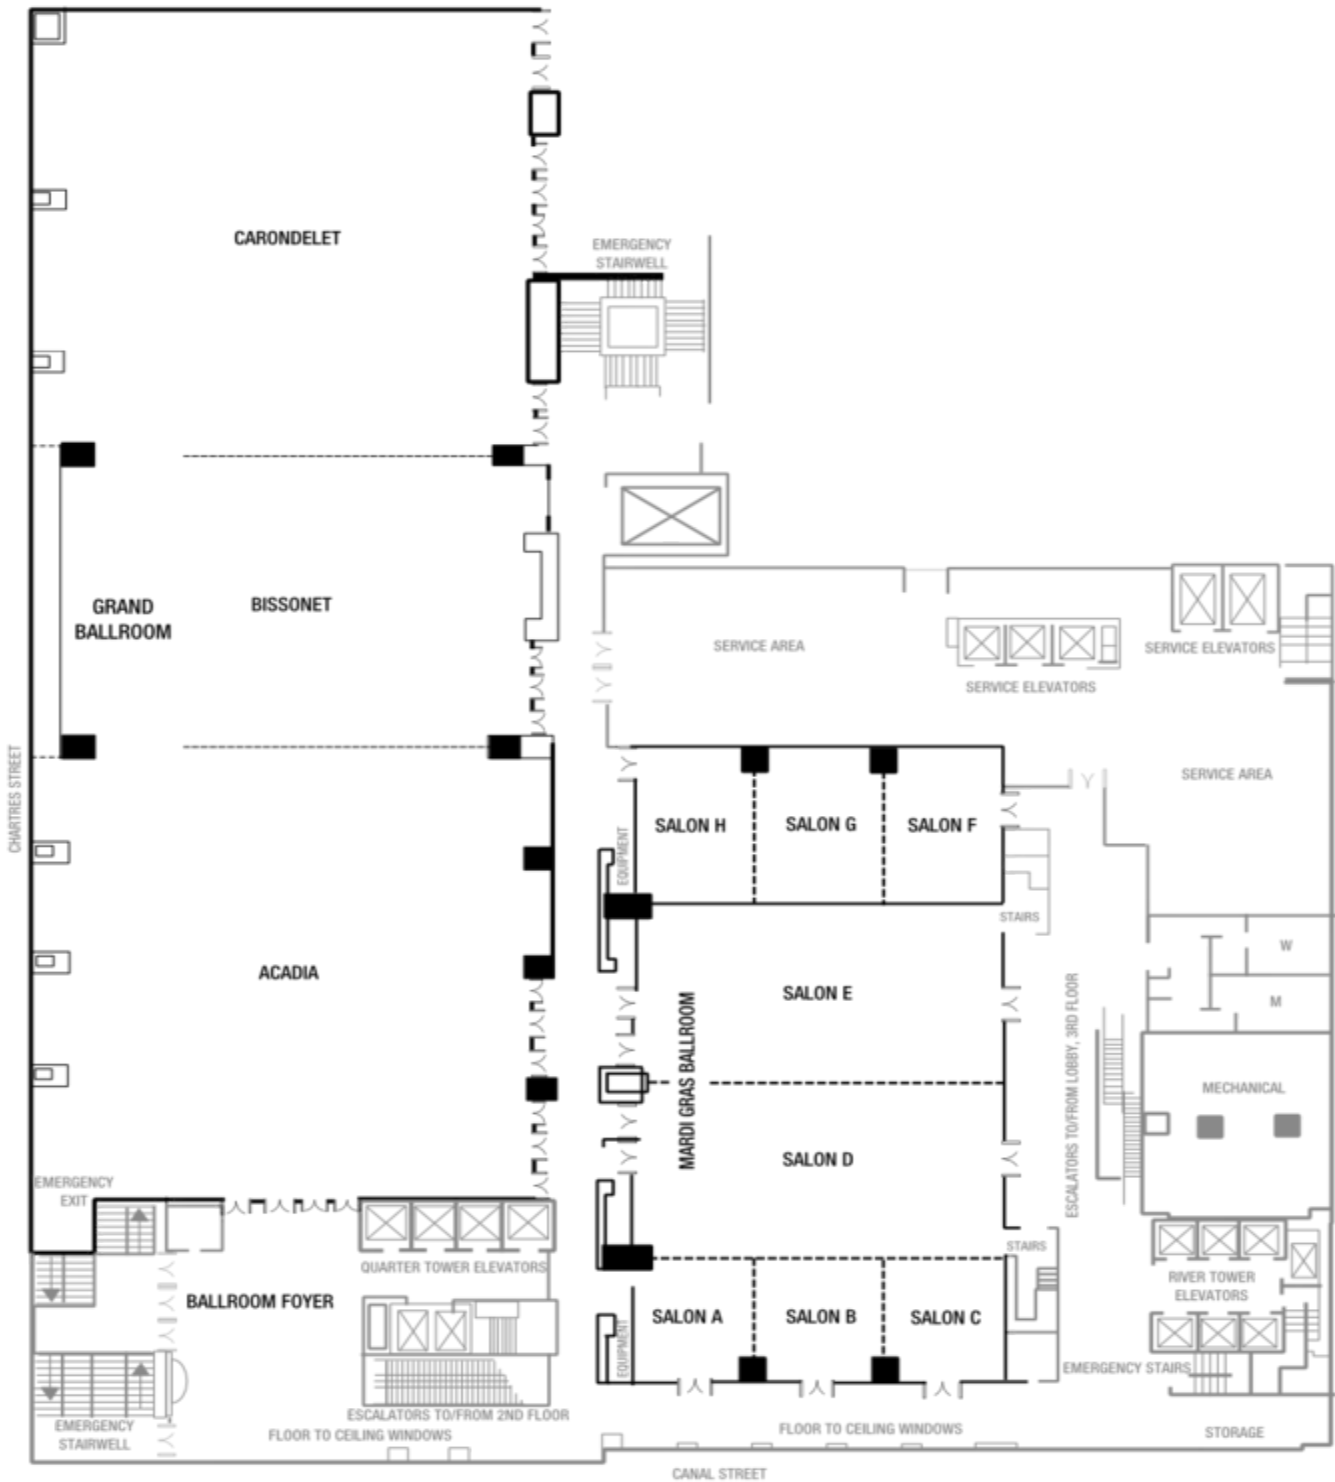 CARONDELET
EMERGENCY
STAIRWELL
GRAND
BALLROOM
BISSONET
SERVICE AREA
SERVICE ELEVATORS
SERVICE ELEVATORS
CHARTRES STREET
SERVICE AREA
EQUIPMENT
SALON H
SALON G
SALON F
STAIRS
ACADIA
MARDI GRAS BALLROOM
SALON E
W
M
ESCALATORS TO/FROM LOBBY, 3RD FLOOR
MECHANICAL
SALON D
EMERGENCY
EXIT
QUARTER TOWER ELEVATORS
STAIRS
RIVER TOWER
ELEVATORS
BALLROOM FOYER
EQUIPMENT
SALON A
SALON B
SALON C
EMERGENCY STAIRS
ESCALATORS TO/FROM 2ND FLOOR
EMERGENCY
STAIRWELL
FLOOR TO CEILING WINDOWS
FLOOR TO CEILING WINDOWS
STORAGE
CANAL STREET